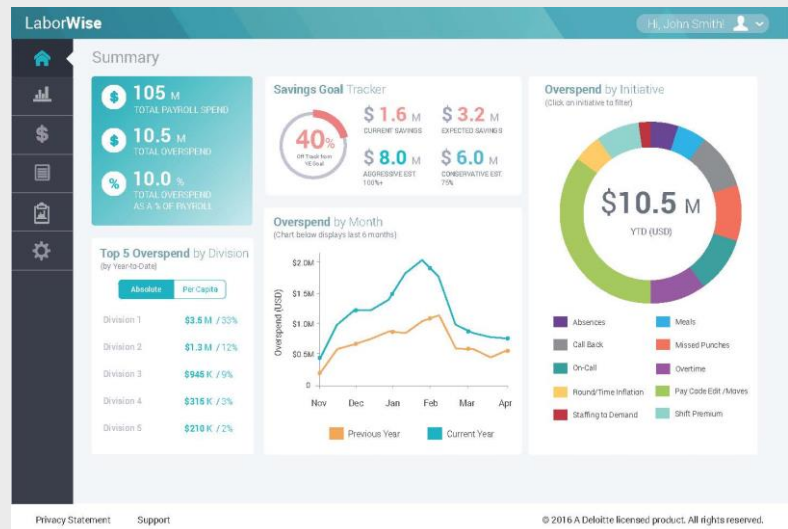 LaborWise
Hi, John Smith!
Summary
$ 105 M
TOTAL PAYROLL SPEND
$ 10.5 M
TOTAL OVERSPEND
% 10.0 %
TOTAL OVERSPEND
AS A % OF PAYROLL
Savings Goal Tracker
40%
Off Track from
YE Goal
$ 1.6 M
CURRENT SAVINGS
$ 3.2 M
EXPECTED SAVINGS
$ 8.0 M
AGGRESSIVE EST.
100%+
$ 6.0 M
CONSERVATIVE EST.
75%
Overspend by Initiative
(Click on initiative to filter)
$10.5 M
YTD (USD)
Absences
Meals
Call Back
Missed Punches
On-Call
Overtime
Round/Time Inflation
Pay Code Edit /Moves
Staffing to Demand
Shift Premium
Top 5 Overspend by Division
(by Year-to-Date)
Absolute
Per Capita
Division 1 $3.5 M / 33%
Division 2 $1.3 M / 12%
Division 3 $945 K / 9%
Division 4 $315 K / 3%
Division 5 $210 K / 2%
Overspend by Month
(Chart below displays last 6 months)
Overspend (USD)
$2.0M
$1.5M
$1.0M
$0.5M
0
Nov Dec Jan Feb Mar Apr
Previous Year
Current Year
Privacy Statement Support
© 2016 A Deloitte licensed product. All rights reserved.